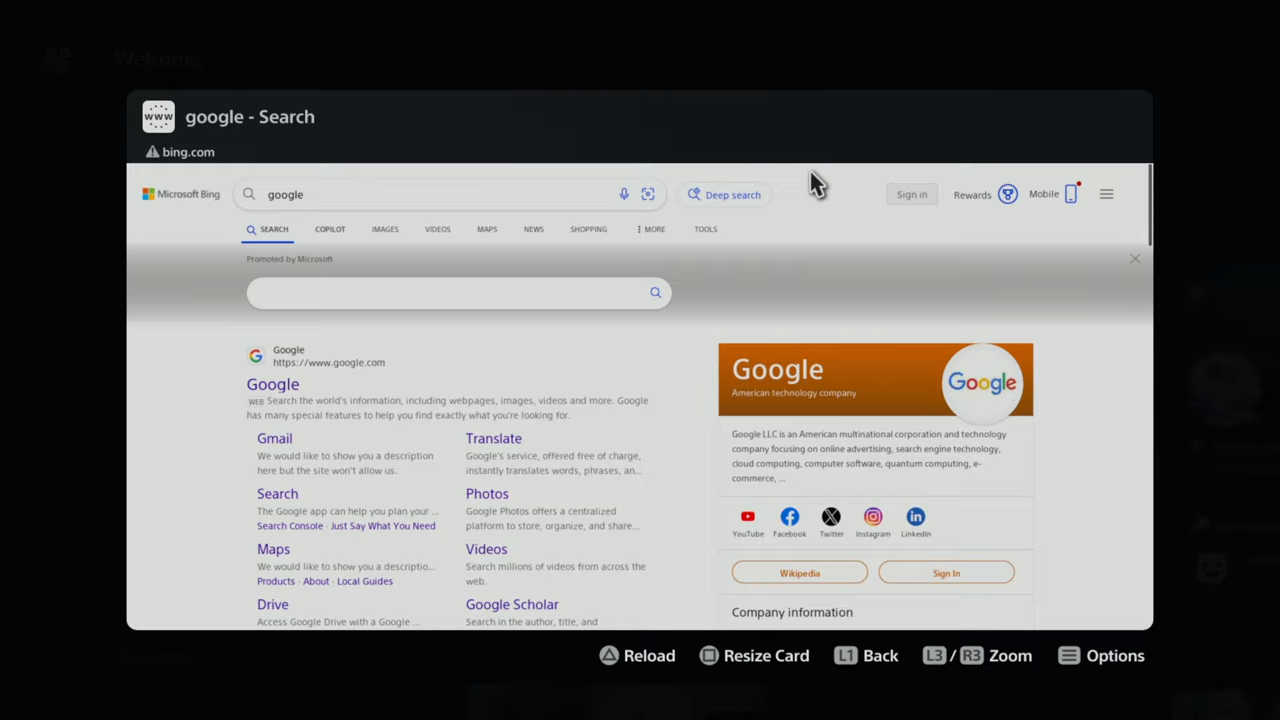 Welcome
google - Search
bing.com
Microsoft Bing
google
Deep search
Sign in
Rewards
Mobile
SEARCH
COPILOT
IMAGES
VIDEOS
MAPS
NEWS
SHOPPING
MORE
TOOLS
Promoted by Microsoft
Google
https://www.google.com
Google
WEB Search the world's information, including webpages, images, videos and more. Google
has many special features to help you find exactly what you're looking for.
Gmail
We would like to show you a description
here but the site won't allow us.
Translate
Google's service, offered free of charge,
instantly translates words, phrases, an...
Search
The Google app can help you plan your ...
Search Console · Just Say What You Need
Photos
Google Photos offers a centralized
platform to store, organize, and share...
Maps
We would like to show you a descriptio...
Products · About · Local Guides
Videos
Search millions of videos from across the
web.
Drive
Access Google Drive with a Google ...
Google Scholar
Search in the author, title, and
Google
American technology company
Google
Google LLC is an American multinational corporation and technology
company focusing on online advertising, search engine technology,
cloud computing, computer software, quantum computing, e-
commerce, ...
YouTube
Facebook
Twitter
Instagram
LinkedIn
Wikipedia
Sign In
Company information
Reload
Resize Card
L1 Back
L3 / R3 Zoom
Options